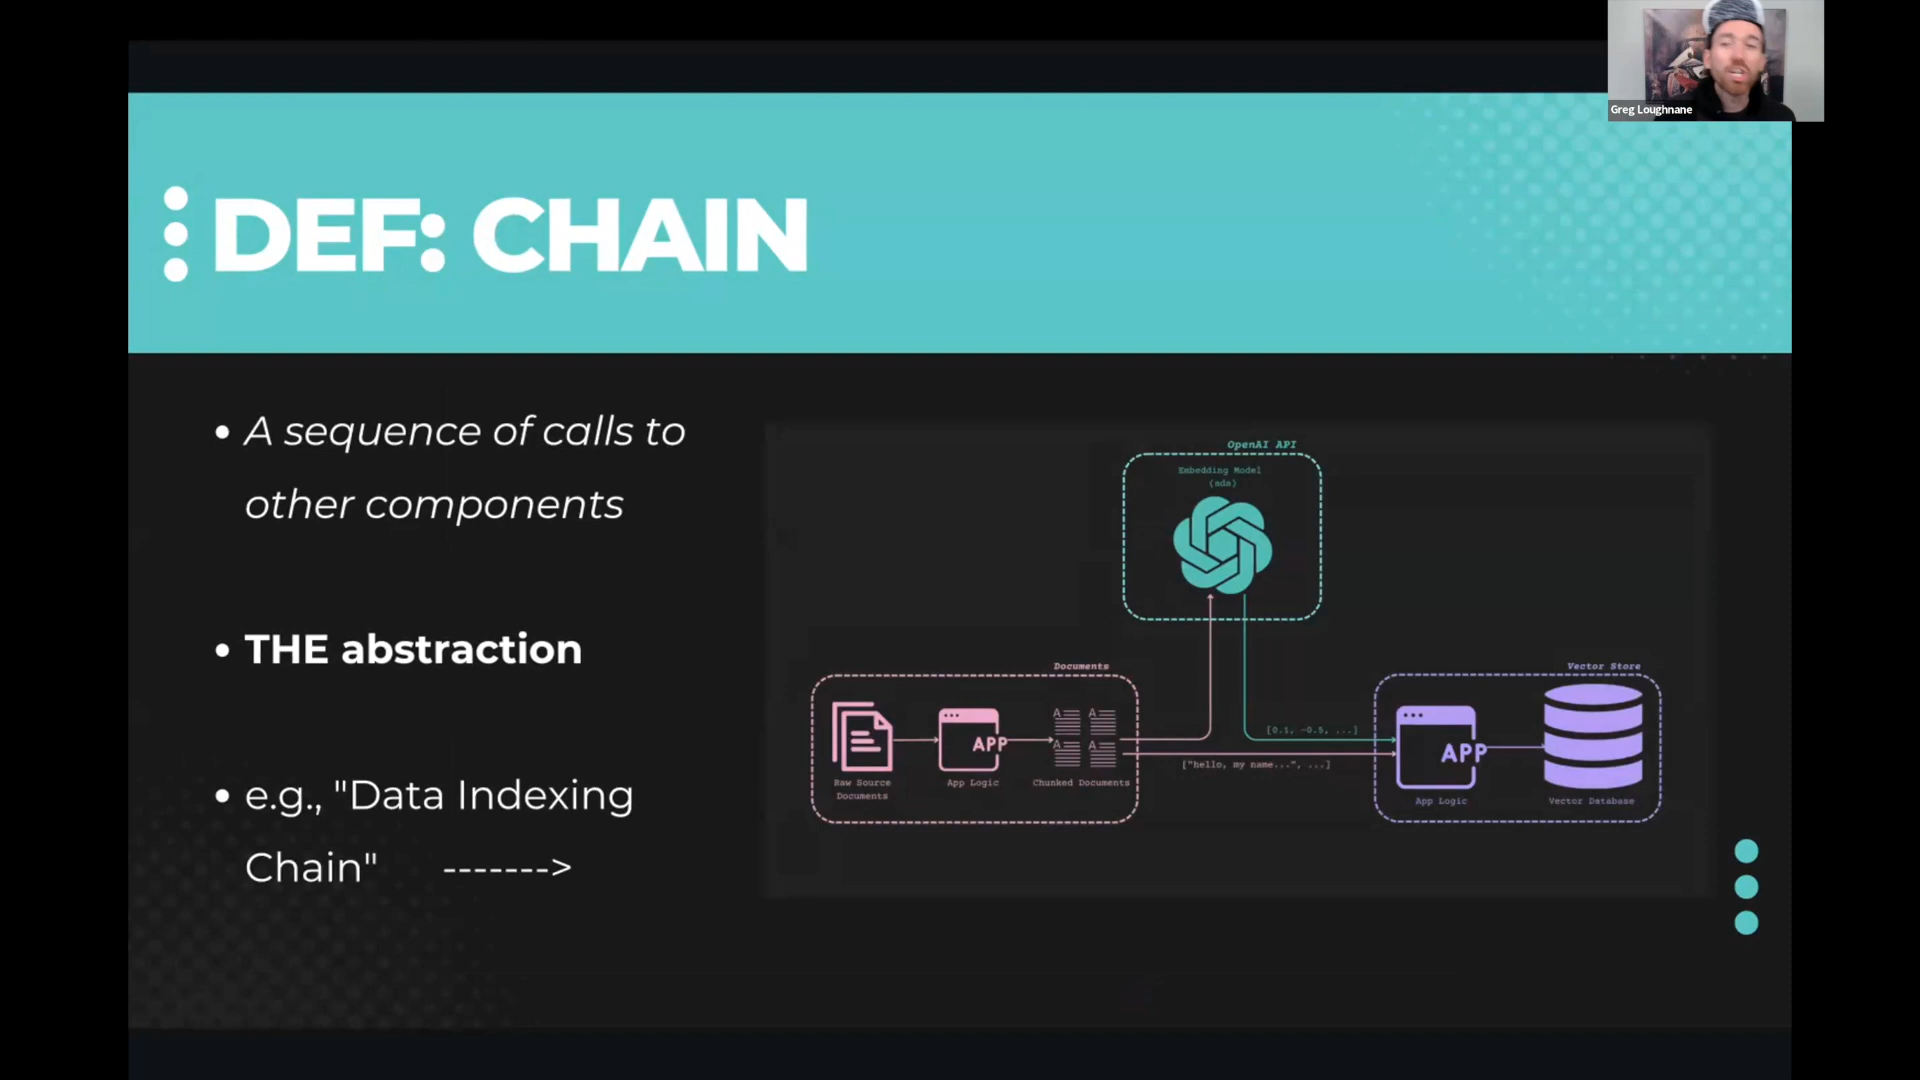 Greg Loughnane
DEF: CHAIN
• A sequence of calls to
other components
• THE abstraction
• e.g., "Data Indexing
Chain" ------->
OpenAI API
Embedding Model
(ada)
Documents
APP
A A
A A
Raw Source
Documents
App Logic
Chunked Documents
[0.1, -0.5, ...]
["hello, my name...", ...]
Vector Store
APP
App Logic
Vector Database